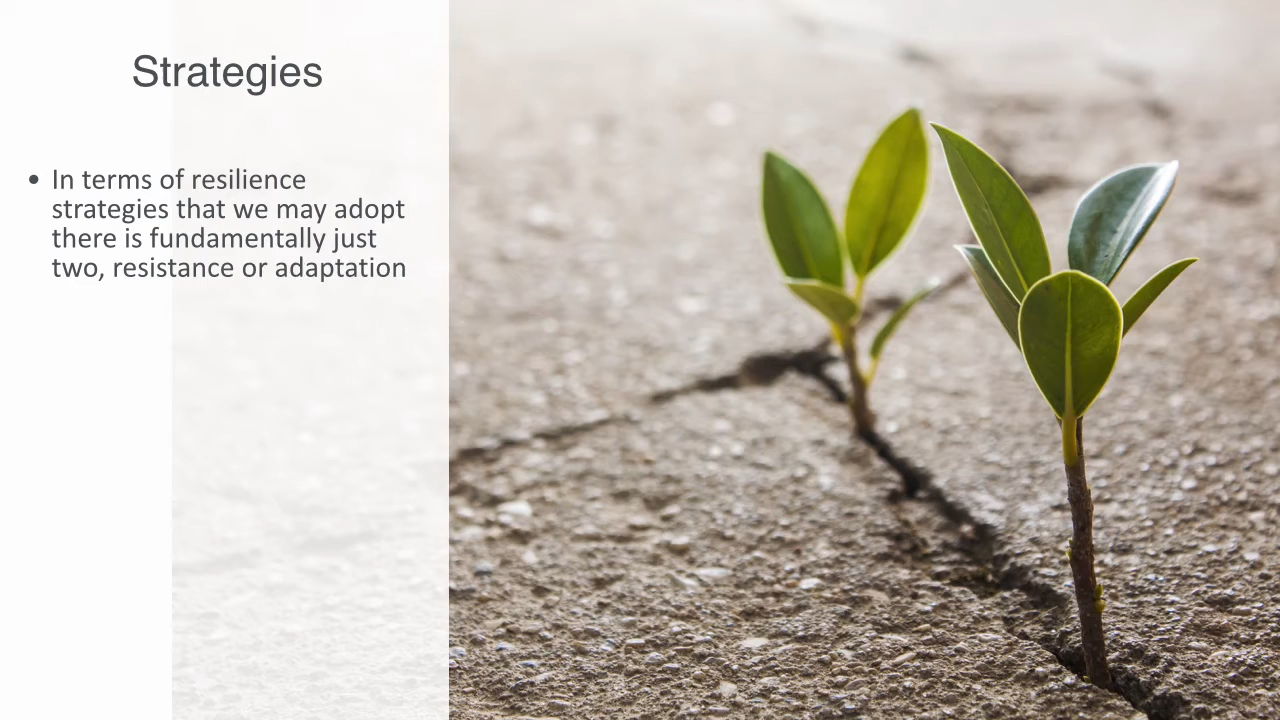 Strategies
• In terms of resilience
strategies that we may adopt
there is fundamentally just
two, resistance or adaptation